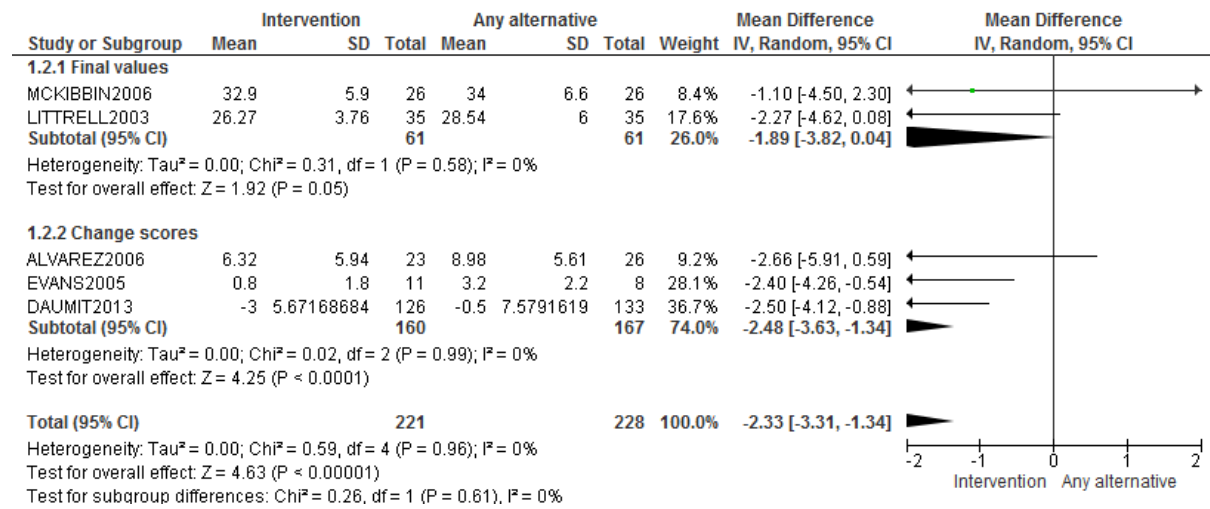 Intervention Any alternative Mean Difference Mean Difference
Study or Subgroup Mean SD Total Mean SD Total Weight IV, Random, 95% CI IV, Random, 95% CI
1.2.1 Final values
MCKIBBIN2006 32.9 5.9 26 34 6.6 26 8.4% -1.10 [-4.50, 2.30]
LITTRELL2003 26.27 3.76 35 28.54 6 35 17.6% -2.27 [-4.62, 0.08]
Subtotal (95% CI) 61 61 26.0% -1.89 [-3.82, 0.04]
Heterogeneity: Tau² = 0.00; Chi² = 0.31, df = 1 (P = 0.58); I² = 0%
Test for overall effect: Z = 1.92 (P = 0.05)
1.2.2 Change scores
ALVAREZ2006 6.32 5.94 23 8.98 5.61 26 9.2% -2.66 [-5.91, 0.59]
EVANS2005 0.8 1.8 11 3.2 2.2 8 28.1% -2.40 [-4.26, -0.54]
DAUMIT2013 -3 5.67168684 126 -0.5 7.5791619 133 36.7% -2.50 [-4.12, -0.88]
Subtotal (95% CI) 160 167 74.0% -2.48 [-3.63, -1.34]
Heterogeneity: Tau² = 0.00; Chi² = 0.02, df = 2 (P = 0.99); I² = 0%
Test for overall effect: Z = 4.25 (P < 0.0001)
Total (95% CI) 221 228 100.0% -2.33 [-3.31, -1.34]
Heterogeneity: Tau² = 0.00; Chi² = 0.59, df = 4 (P = 0.96); I² = 0%
Test for overall effect: Z = 4.63 (P < 0.00001)
Test for subgroup differences: Chi² = 0.26, df = 1 (P = 0.61), I² = 0%
-2 -1 0 1 2
Intervention Any alternative